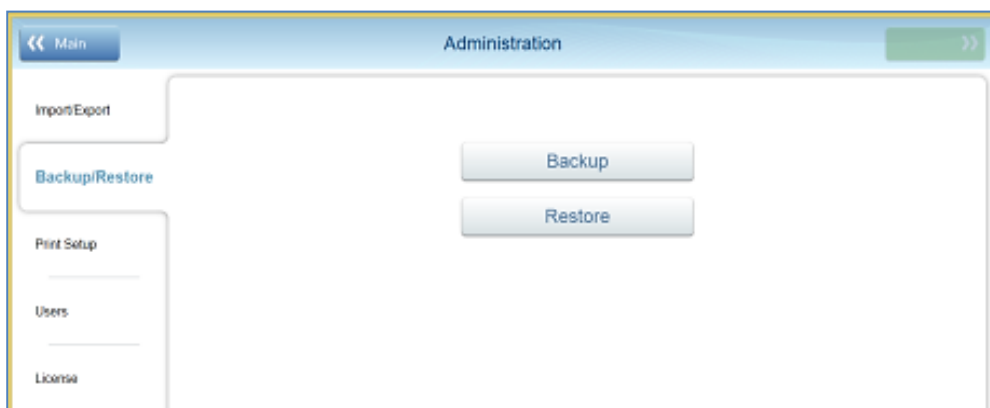 Main
Administration
Import/Export
Backup/Restore
Backup
Restore
Print Setup
Users
License